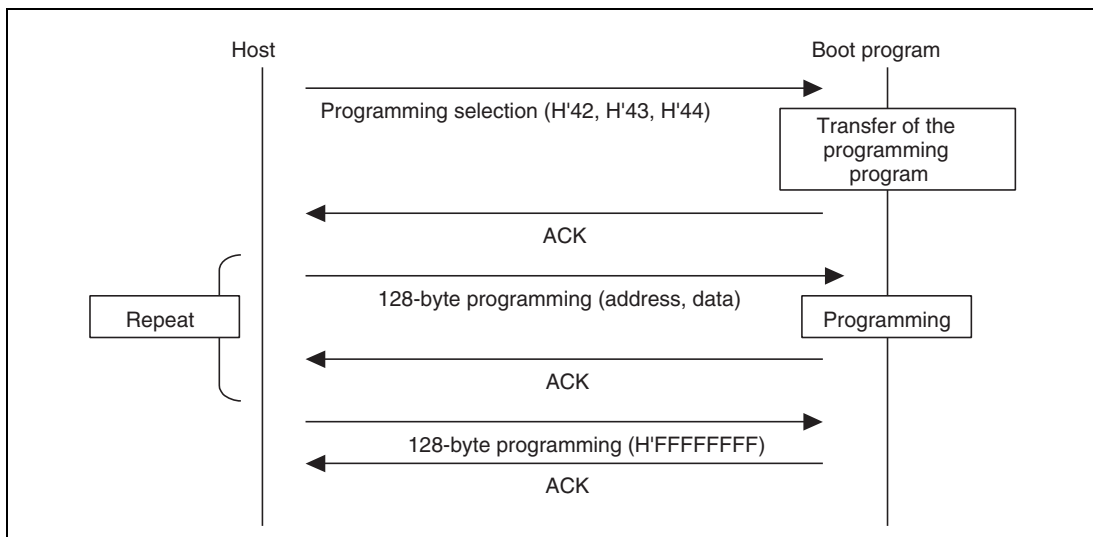 Host
Boot program
Programming selection (H'42, H'43, H'44)
Transfer of the
programming
program
ACK
128-byte programming (address, data)
Repeat
Programming
ACK
128-byte programming (H'FFFFFFFF)
ACK